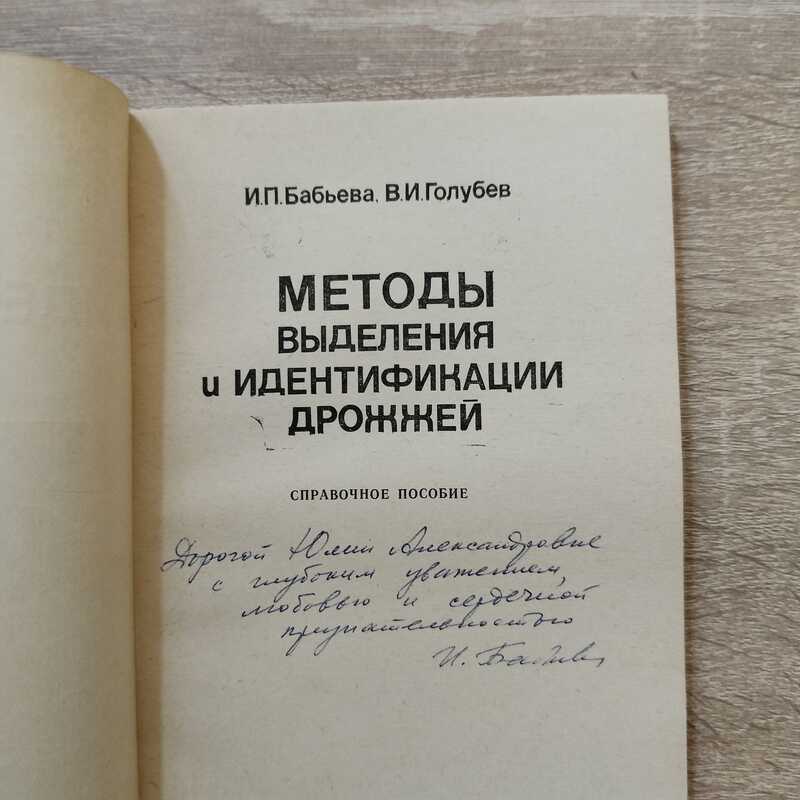 И.П.Бабьева, В.И.Голубев
МЕТОДЫ
ВЫДЕЛЕНИЯ
и ИДЕНТИФИКАЦИИ
ДРОЖЖЕЙ
СПРАВОЧНОЕ ПОСОБИЕ
Дорогой Юлии Александровне
с глубоким уважением,
любовью и сердечной
признательностью
И. Бабьева